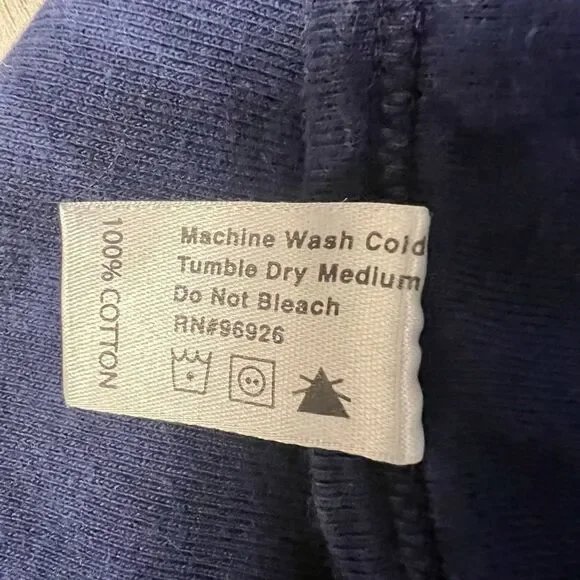 100% COTTON
Machine Wash Cold
Tumble Dry Medium
Do Not Bleach
RN#96926